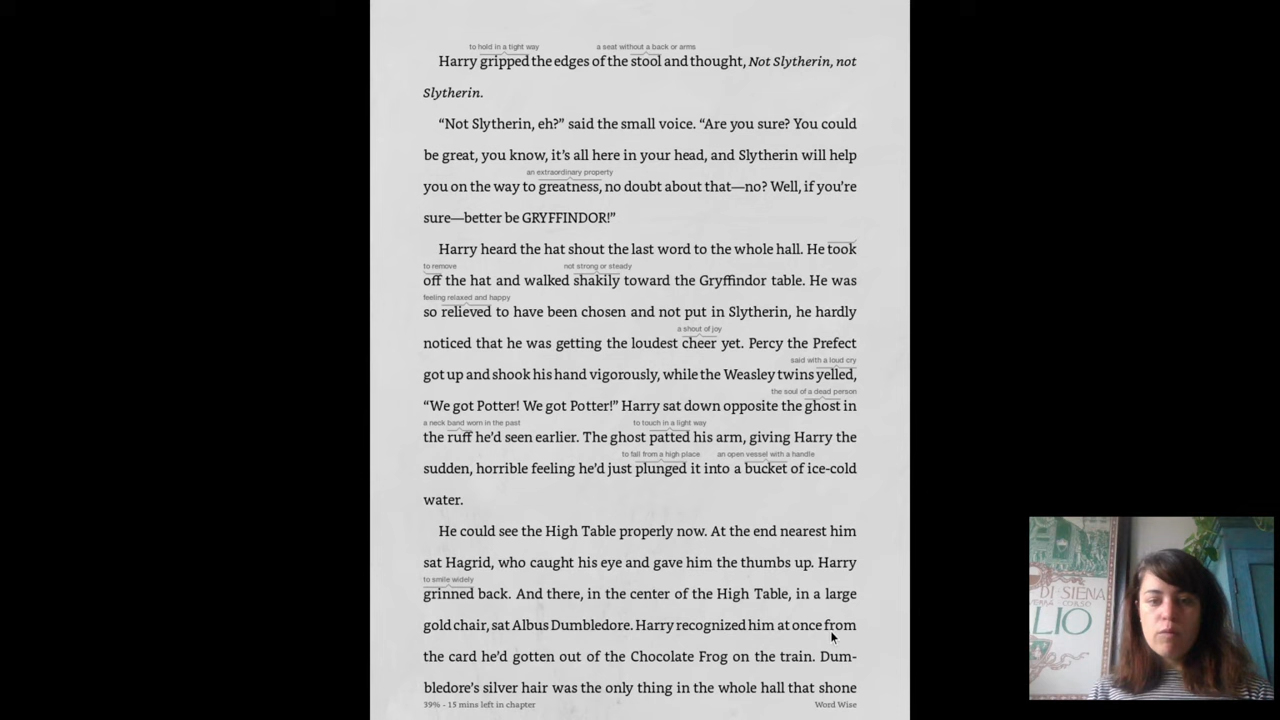 to hold in a tight way a seat without a back or arms
Harry gripped the edges of the stool and thought, Not Slytherin, not
Slytherin.
“Not Slytherin, eh?” said the small voice. “Are you sure? You could
be great, you know, it’s all here in your head, and Slytherin will help
an extraordinary property
you on the way to greatness, no doubt about that—no? Well, if you’re
sure—better be GRYFFINDOR!”
Harry heard the hat shout the last word to the whole hall. He took
to remove not strong or steady
off the hat and walked shakily toward the Gryffindor table. He was
feeling relaxed and happy
so relieved to have been chosen and not put in Slytherin, he hardly
a shout of joy
noticed that he was getting the loudest cheer yet. Percy the Prefect
said with a loud cry
got up and shook his hand vigorously, while the Weasley twins yelled,
the soul of a dead person
“We got Potter! We got Potter!” Harry sat down opposite the ghost in
a neck band worn in the past to touch in a light way
the ruff he’d seen earlier. The ghost patted his arm, giving Harry the
to fall from a high place an open vessel with a handle
sudden, horrible feeling he’d just plunged it into a bucket of ice-cold
water.
He could see the High Table properly now. At the end nearest him
sat Hagrid, who caught his eye and gave him the thumbs up. Harry
to smile widely
grinned back. And there, in the center of the High Table, in a large
gold chair, sat Albus Dumbledore. Harry recognized him at once from
the card he’d gotten out of the Chocolate Frog on the train. Dum-
bledore’s silver hair was the only thing in the whole hall that shone
39% - 15 mins left in chapter Word Wise
DI SIENA
CORSO
LIO